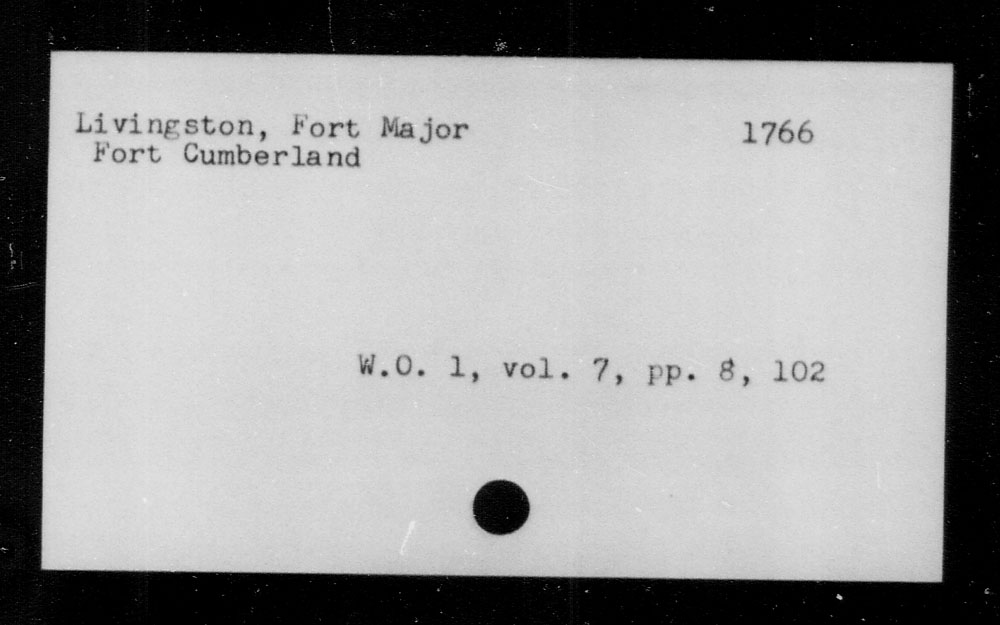 Livingston, Fort Major 1766
Fort Cumberland
W.O. 1, vol. 7, pp. 8, 102